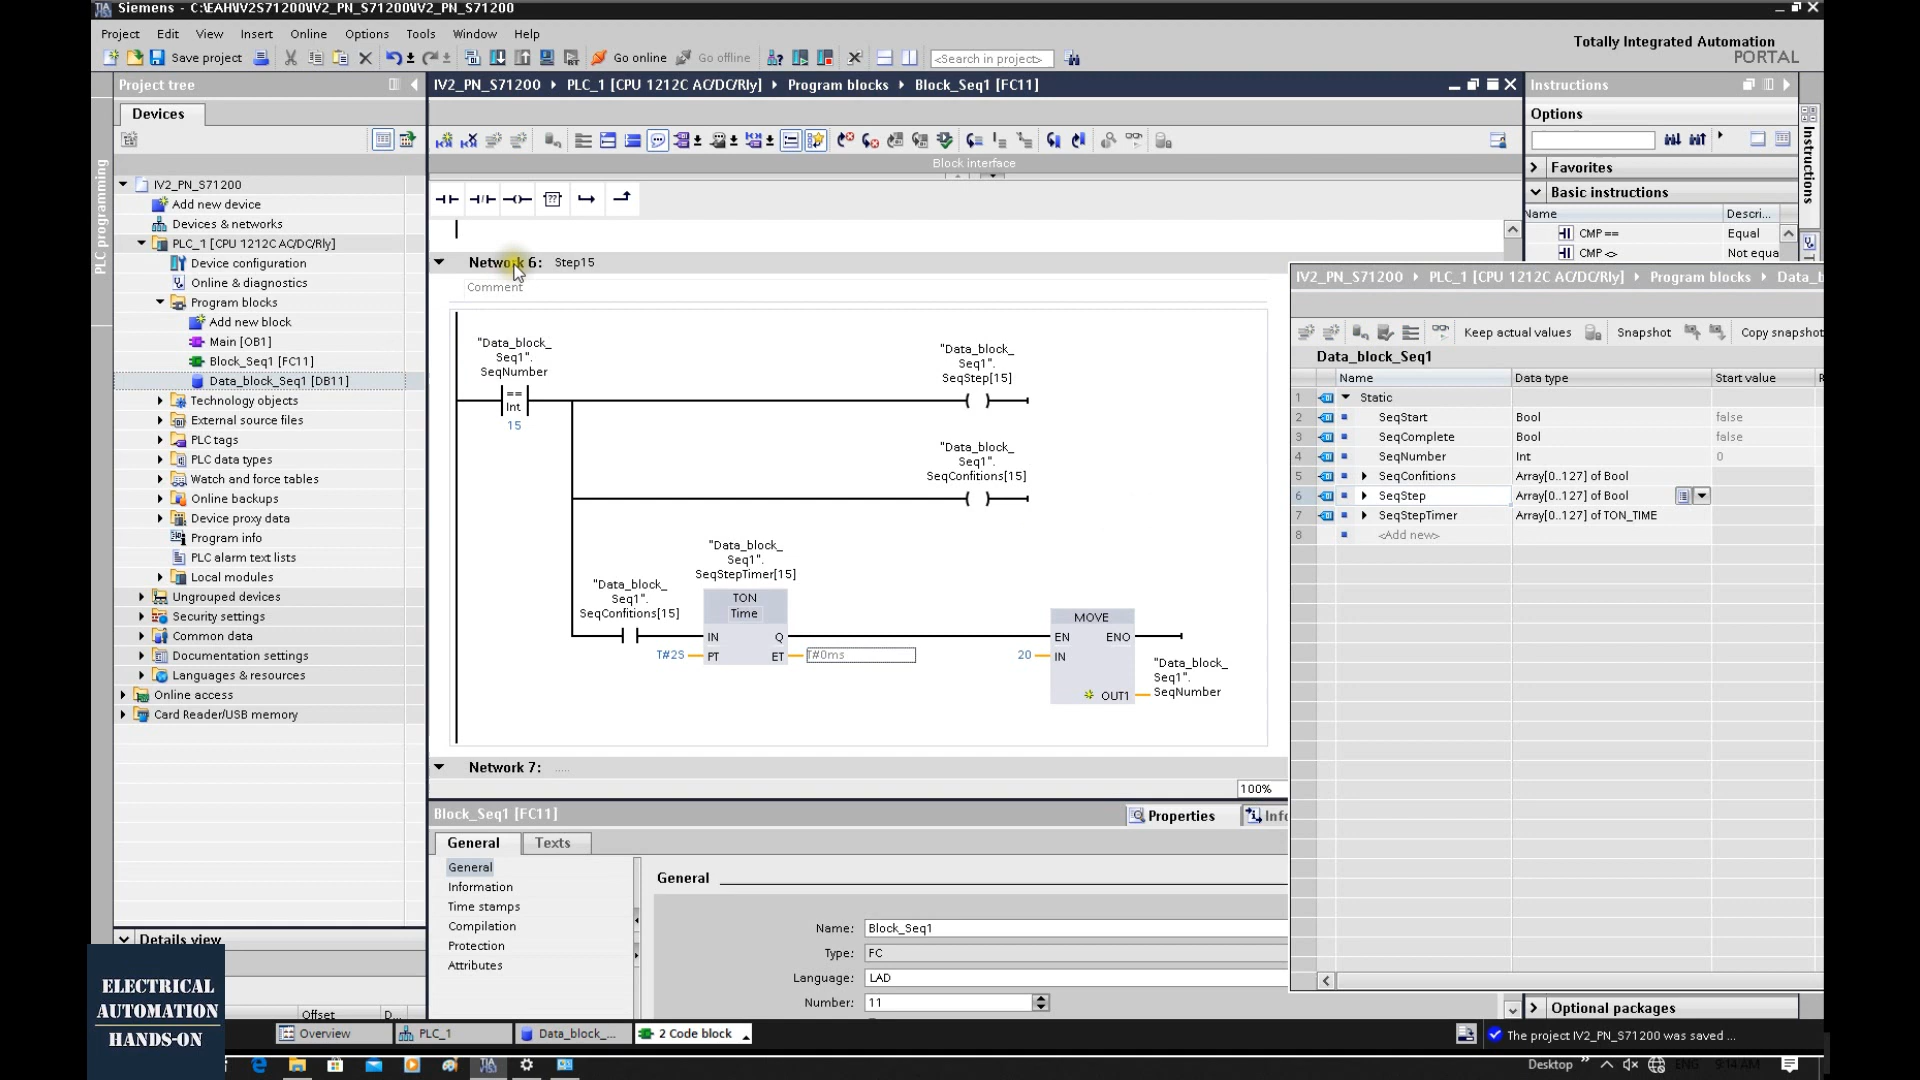 Siemens - C:\EAH\IV2S71200\IV2_PN_S71200\IV2_PN_S71200
Project Edit View Insert Online Options Tools Window Help
Totally Integrated Automation
PORTAL
Save project
Go online
Go offline
<Search in project>
Project tree
IV2_PN_S71200 PLC_1 [CPU 1212C AC/DC/Rly] Program blocks Block_Seq1 [FC11]
Instructions
Devices
Options
Block interface
PLC programming
Instructions
Favorites
Basic instructions
Name Descri...
CMP == Equal
CMP <> Not equa
IV2_PN_S71200
Add new device
Devices & networks
PLC_1 [CPU 1212C AC/DC/Rly]
Device configuration
Online & diagnostics
Program blocks
Add new block
Main [OB1]
Block_Seq1 [FC11]
Data_block_Seq1 [DB11]
Technology objects
External source files
PLC tags
PLC data types
Watch and force tables
Online backups
Device proxy data
Program info
PLC alarm text lists
Local modules
Ungrouped devices
Security settings
Common data
Documentation settings
Languages & resources
Online access
Card Reader/USB memory
Details view
Offset D...
Network 6: Step15
Comment
"Data_block_
Seq1".
SeqNumber
==
Int
15
"Data_block_
Seq1".
SeqStep[15]
"Data_block_
Seq1".
SeqConfitions[15]
"Data_block_
Seq1".
SeqStepTimer[15]
"Data_block_
Seq1".
SeqConfitions[15]
TON
Time
IN Q
T#2S PT ET T#0ms
MOVE
EN ENO
20 IN
OUT1
"Data_block_
Seq1".
SeqNumber
Network 7: .....
100%
IV2_PN_S71200 PLC_1 [CPU 1212C AC/DC/Rly] Program blocks Data_b
Keep actual values Snapshot Copy snapshot
Data_block_Seq1
Name Data type Start value R
1 Static
2 SeqStart Bool false
3 SeqComplete Bool false
4 SeqNumber Int 0
5 SeqConfitions Array[0..127] of Bool
6 SeqStep Array[0..127] of Bool
7 SeqStepTimer Array[0..127] of TON_TIME
8 <Add new>
Block_Seq1 [FC11]
Properties Info
General Texts
General
Information
Time stamps
Compilation
Protection
Attributes
General
Name: Block_Seq1
Type: FC
Language: LAD
Number: 11
Optional packages
ELECTRICAL
AUTOMATION
HANDS-ON
Overview PLC_1 Data_block_... 2 Code block
The project IV2_PN_S71200 was saved ...
Desktop ENG 9:14 AM